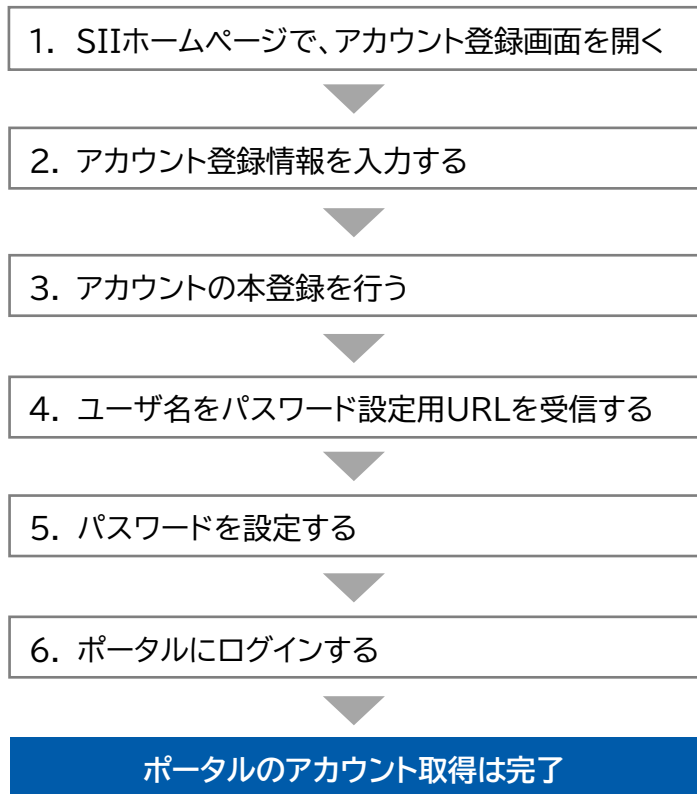 1. SIIホームページで、アカウント登録画面を開く
2. アカウント登録情報を入力する
3. アカウントの本登録を行う
4. ユーザ名をパスワード設定用URLを受信する
5. パスワードを設定する
6. ポータルにログインする
ポータルのアカウント取得は完了